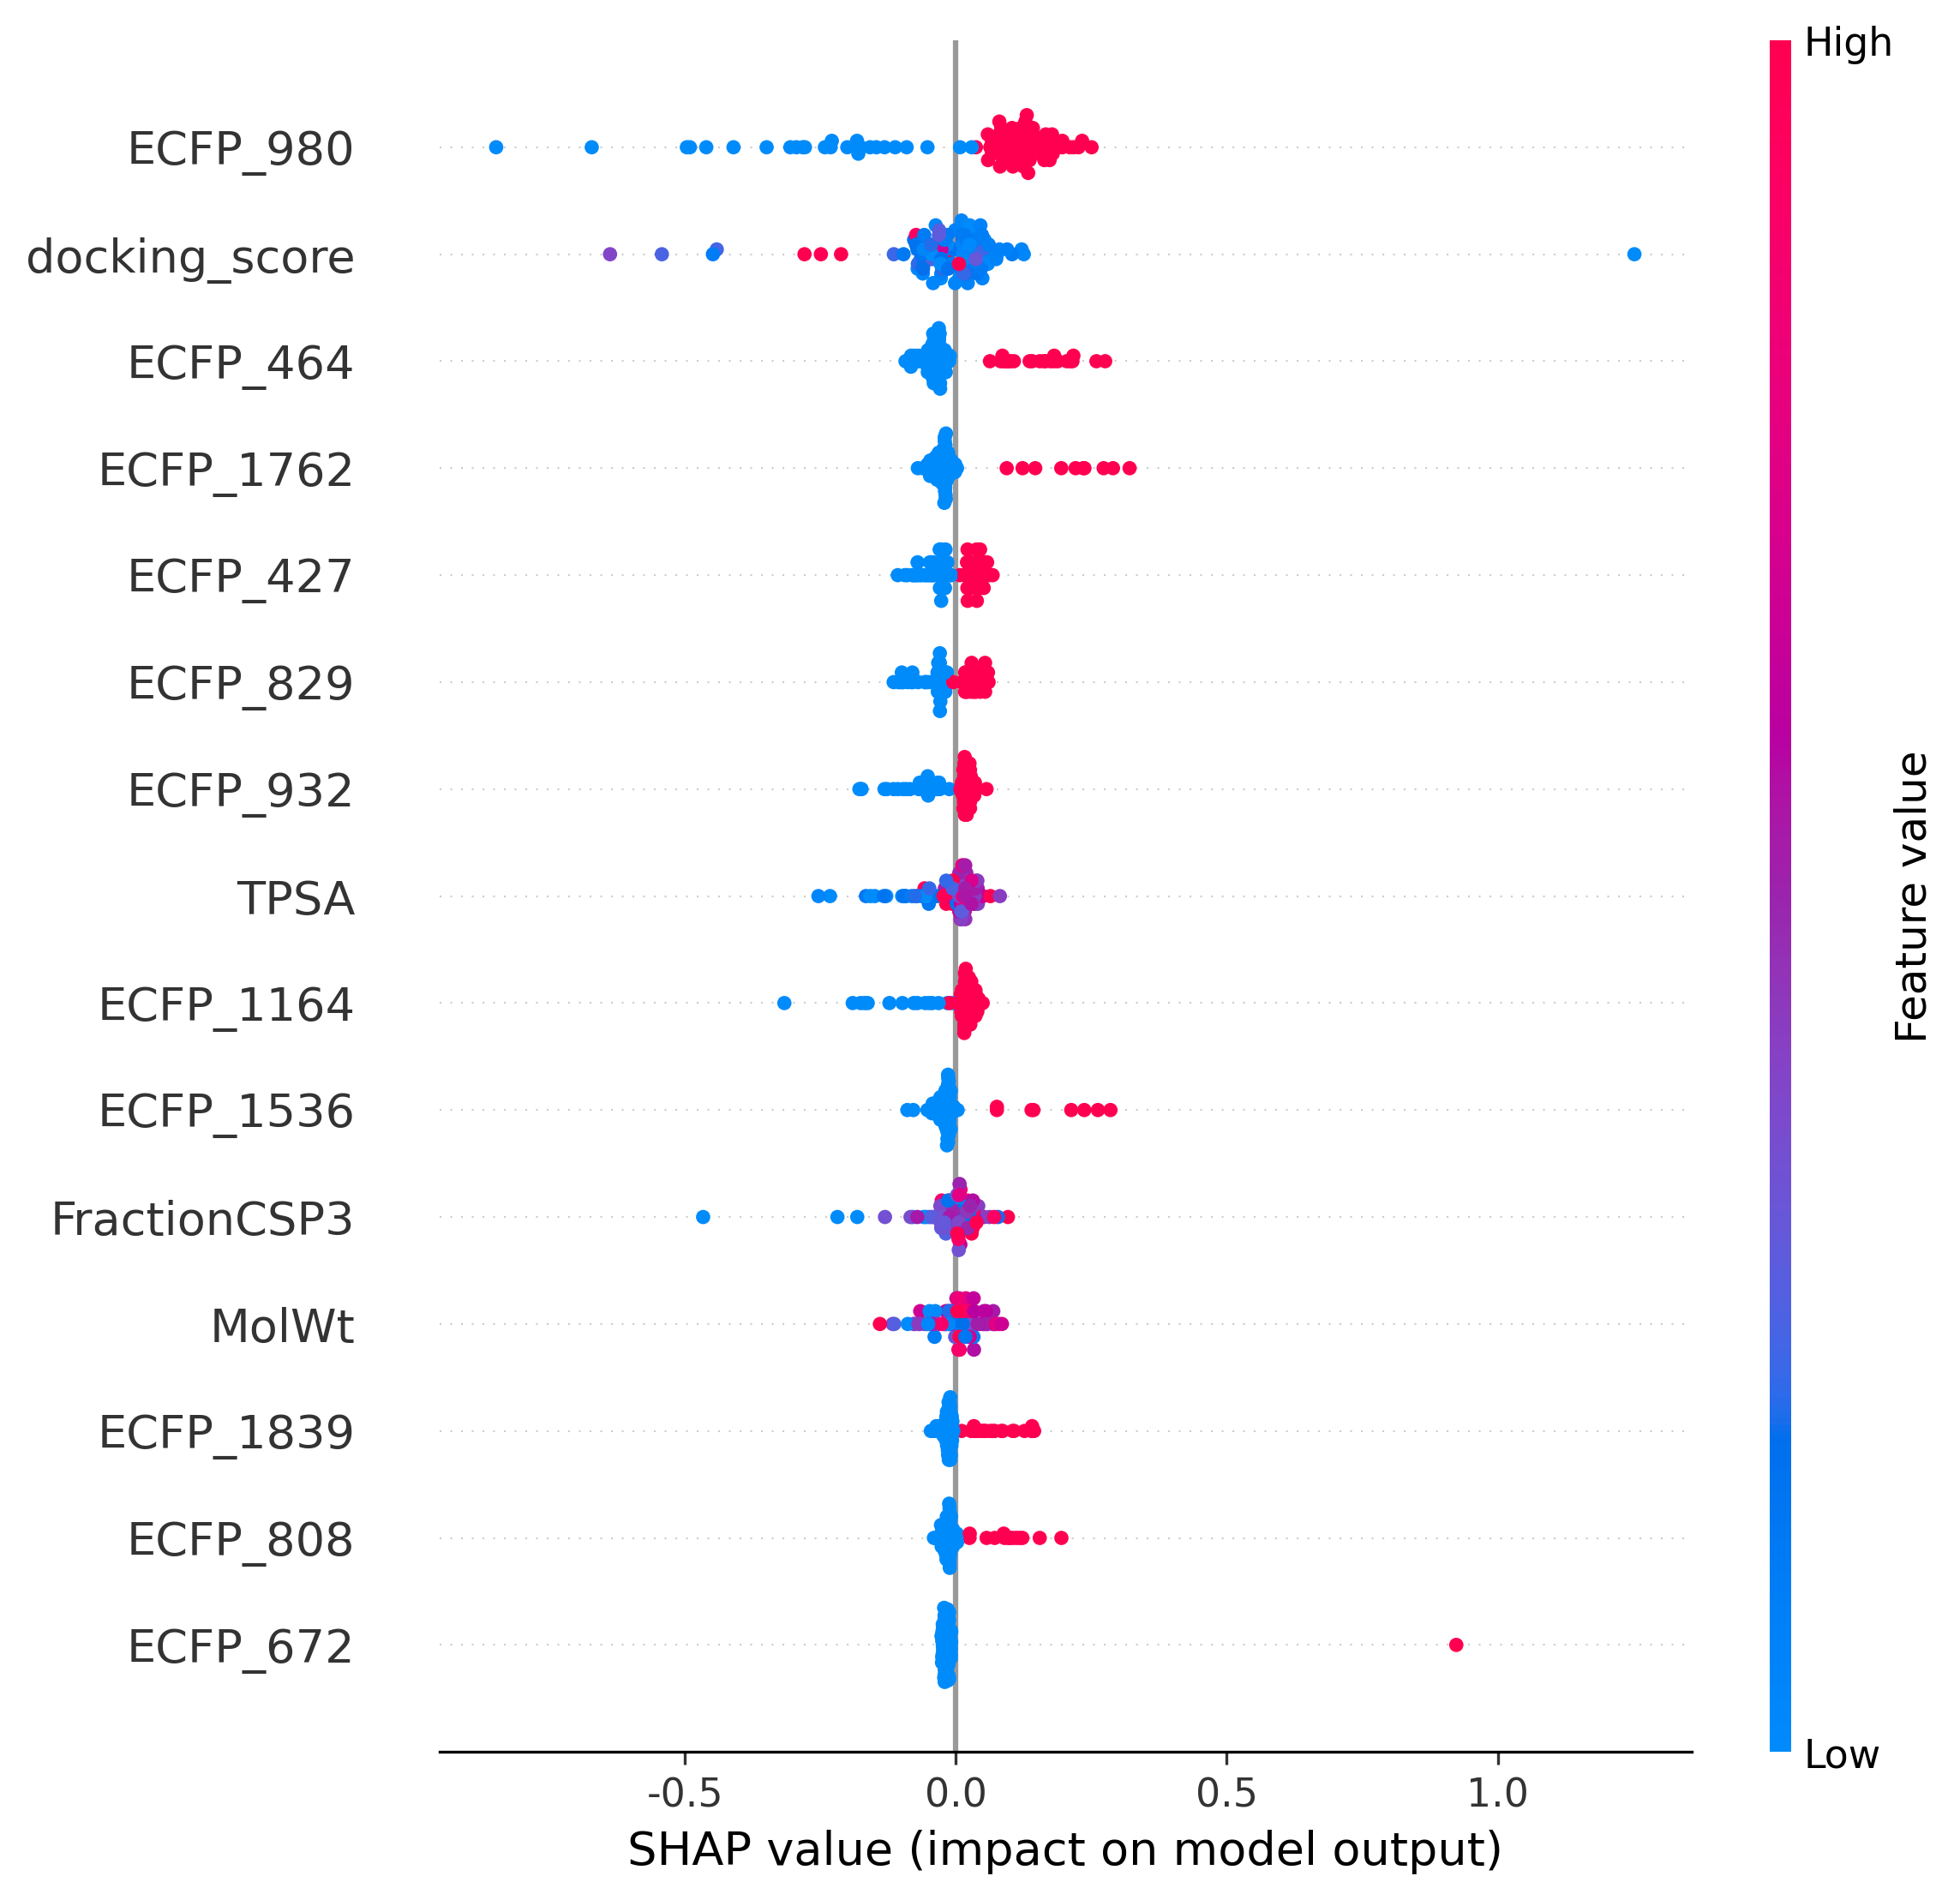 High
ECFP_980
docking_score
ECFP_464
ECFP_1762
ECFP_427
ECFP_829
ECFP_932
TPSA
ECFP_1164
ECFP_1536
FractionCSP3
MolWt
ECFP_1839
ECFP_808
ECFP_672
Feature value
Low
-0.5 0.0 0.5 1.0
SHAP value (impact on model output)